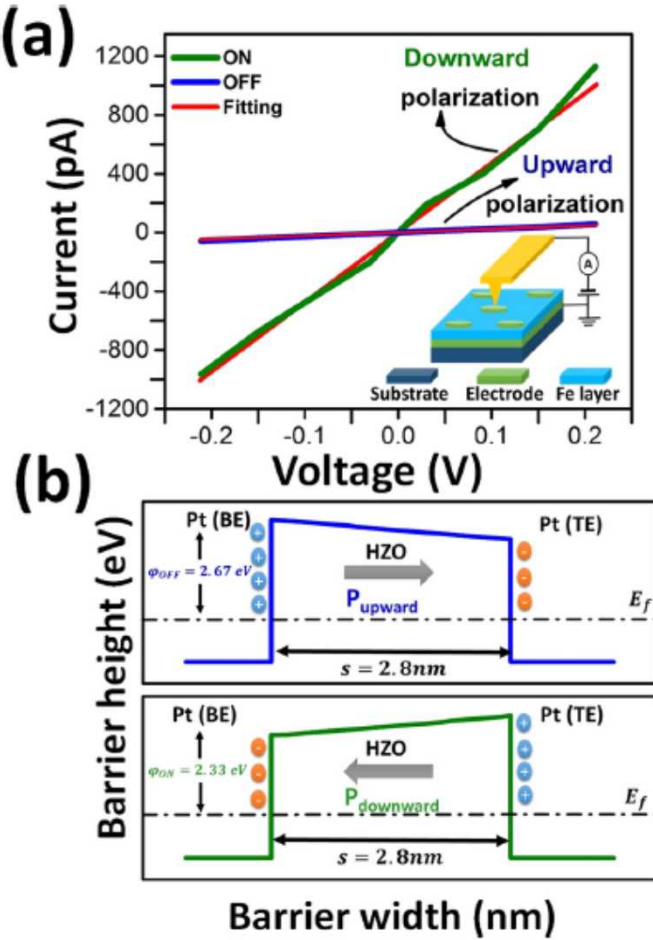 (a)
1200
800
400
0
-400
-800
-1200
Current (pA)
ON
OFF
Fitting
Downward
polarization
Upward
polarization
A
Substrate Electrode Fe layer
-0.2 -0.1 0.0 0.1 0.2
Voltage (V)
(b)
Barrier height (eV)
Pt (BE)
Pt (TE)
φOFF = 2.67 eV
HZO
Pupward
Ef
s = 2.8nm
+ + + +
- - -
Pt (BE)
Pt (TE)
φON = 2.33 eV
HZO
Pdownward
Ef
s = 2.8nm
- - -
+ + + +
Barrier width (nm)